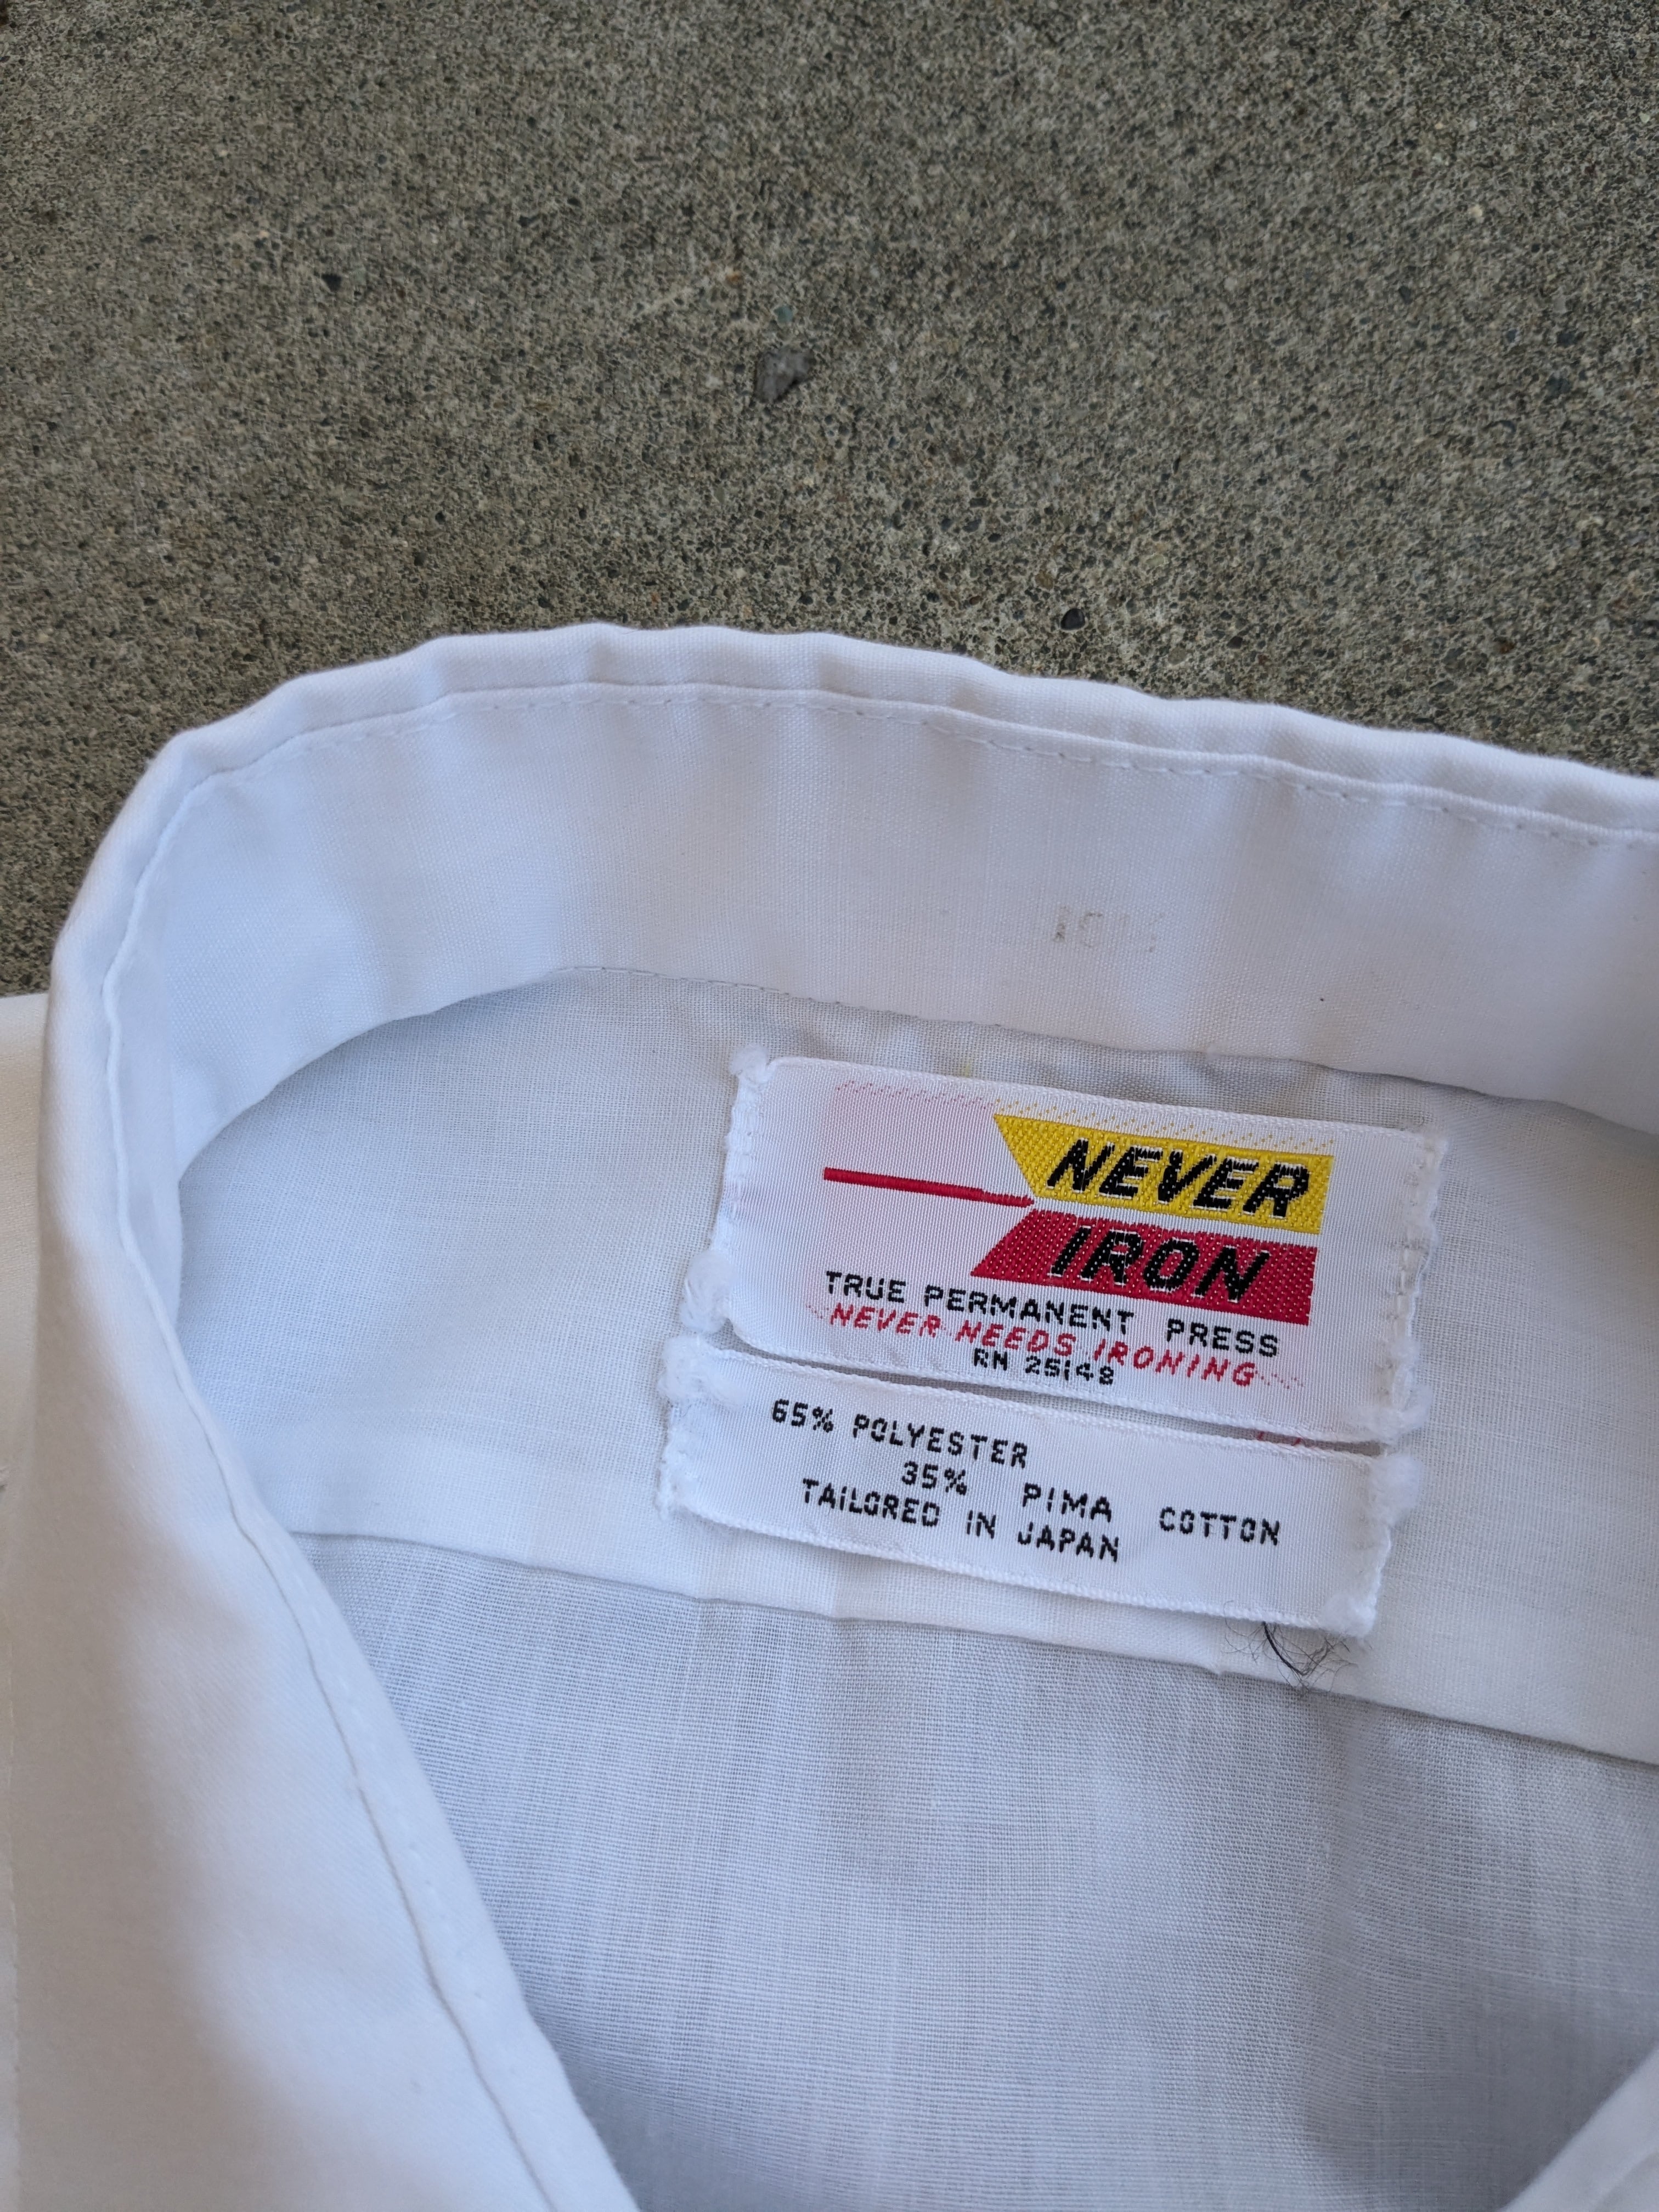 NEVER
IRON
TRUE PERMANENT PRESS
NEVER NEEDS IRONING
RN 25148
65% POLYESTER
35% PIMA COTTON
TAILORED IN JAPAN